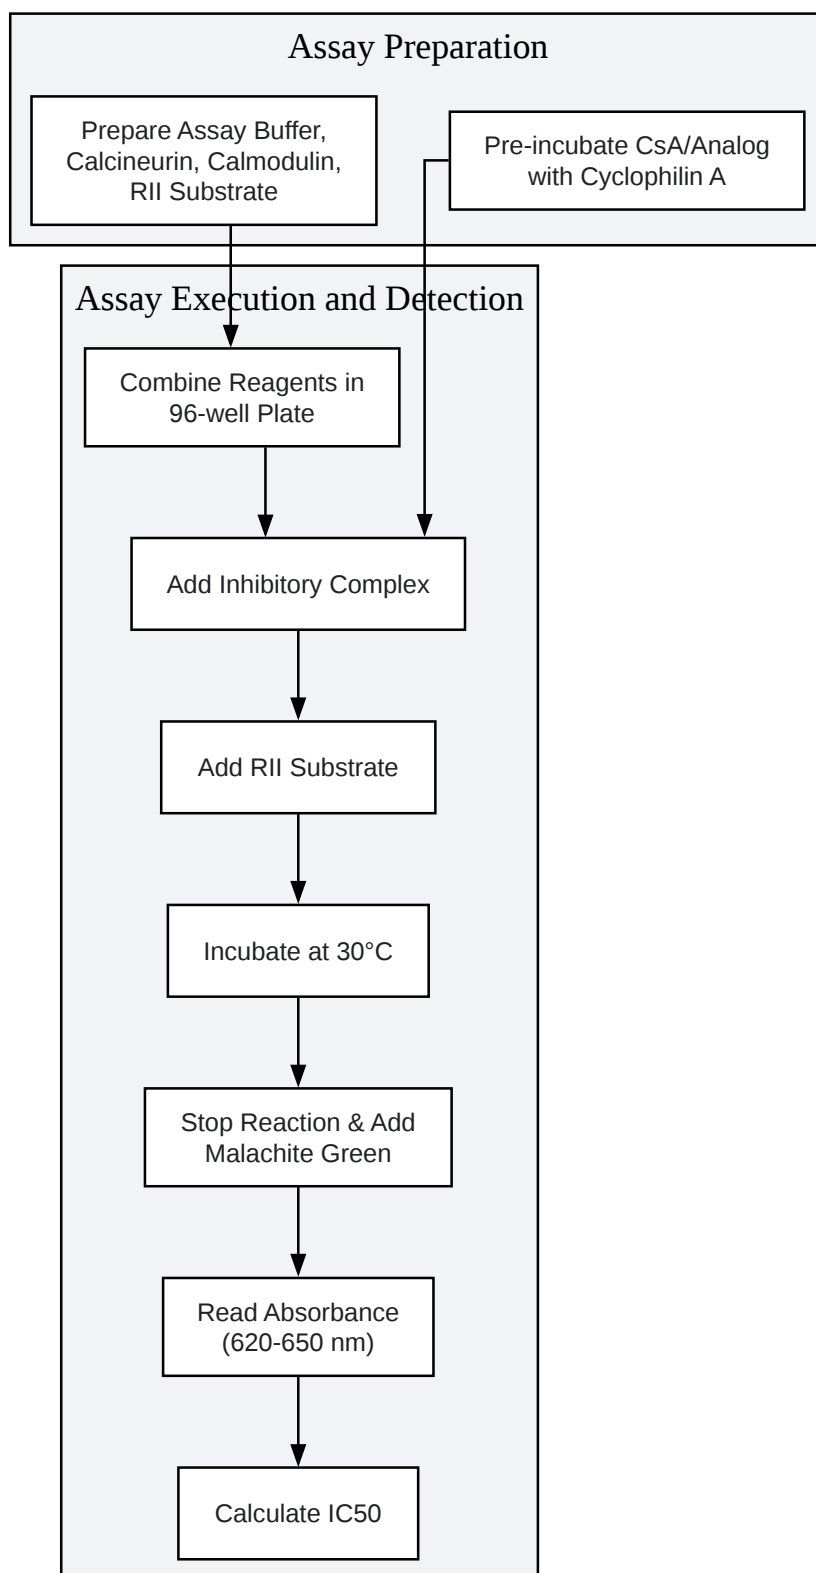 Assay Preparation
Prepare Assay Buffer,
Calcineurin, Calmodulin,
RII Substrate
Pre-incubate CsA/Analog
with Cyclophilin A
Assay Execution and Detection
Combine Reagents in
96-well Plate
Add Inhibitory Complex
Add RII Substrate
Incubate at 30°C
Stop Reaction & Add
Malachite Green
Read Absorbance
(620-650 nm)
Calculate IC50